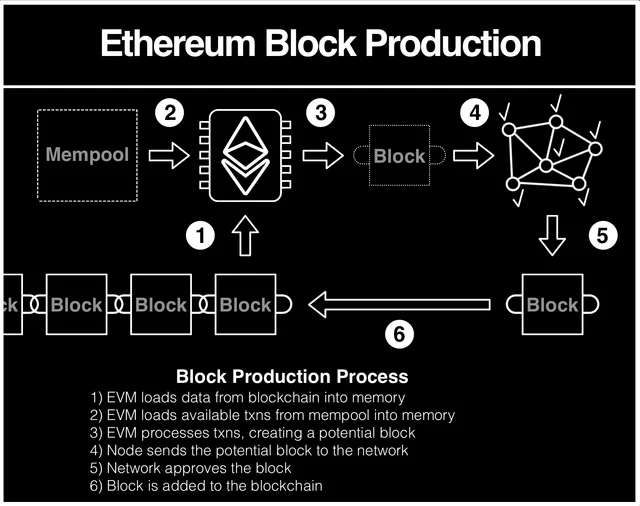 Ethereum Block Production
Mempool
2
3
Block
4
1
5
ck
Block
Block
Block
6
Block
Block Production Process
1) EVM loads data from blockchain into memory
2) EVM loads available txns from mempool into memory
3) EVM processes txns, creating a potential block
4) Node sends the potential block to the network
5) Network approves the block
6) Block is added to the blockchain